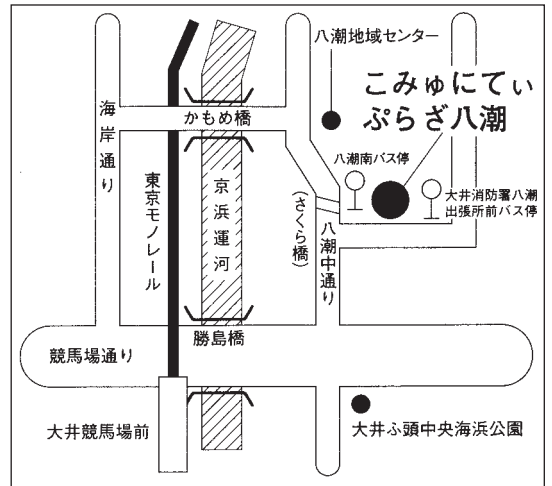 八潮地域センター
こみゅにてぃ
ぷらざ八潮
海岸通り
かもめ橋
八潮南バス停
大井消防署八潮
出張所前バス停
東京モノレール
京浜運河
(さくら橋)
八潮中通り
勝島橋
競馬場通り
大井競馬場前
大井ふ頭中央海浜公園